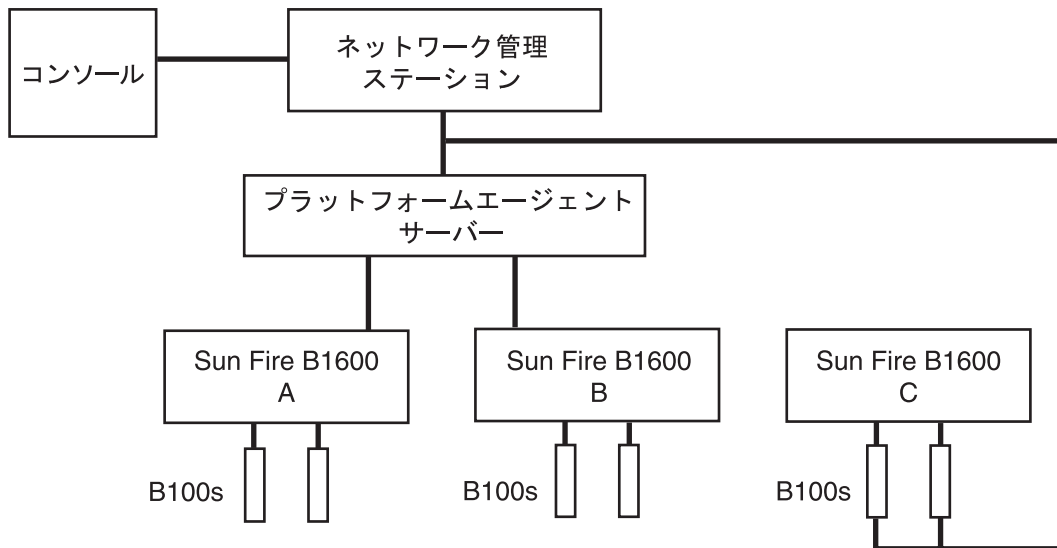 コンソール
ネットワーク管理
ステーション
プラットフォームエージェント
サーバー
Sun Fire B1600
A
Sun Fire B1600
B
Sun Fire B1600
C
B100s
B100s
B100s